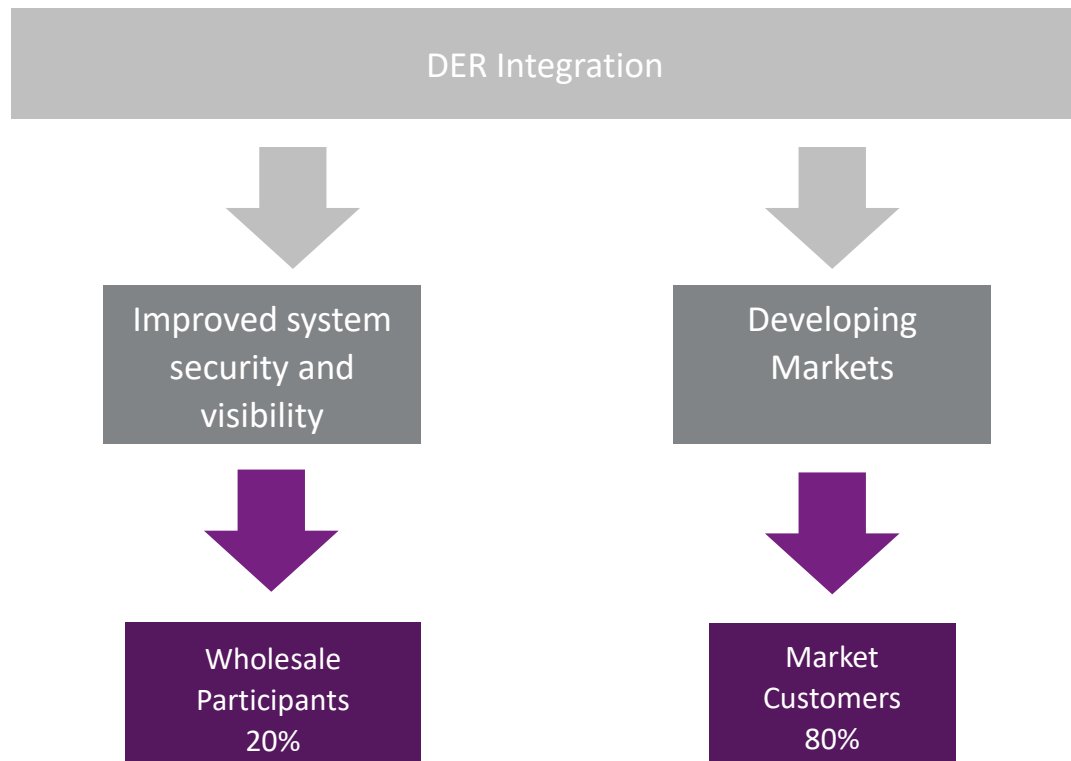 DER Integration
Improved system
security and
visibility
Developing
Markets
Wholesale
Participants
20%
Market
Customers
80%